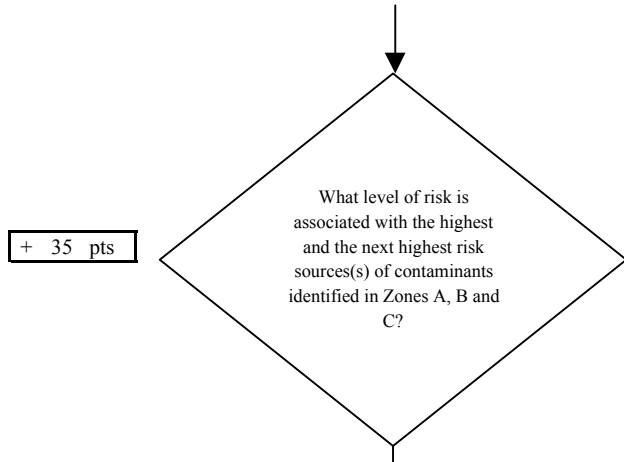 What level of risk is
associated with the highest
and the next highest risk
sources(s) of contaminants
identified in Zones A, B and
C?
+ 35 pts